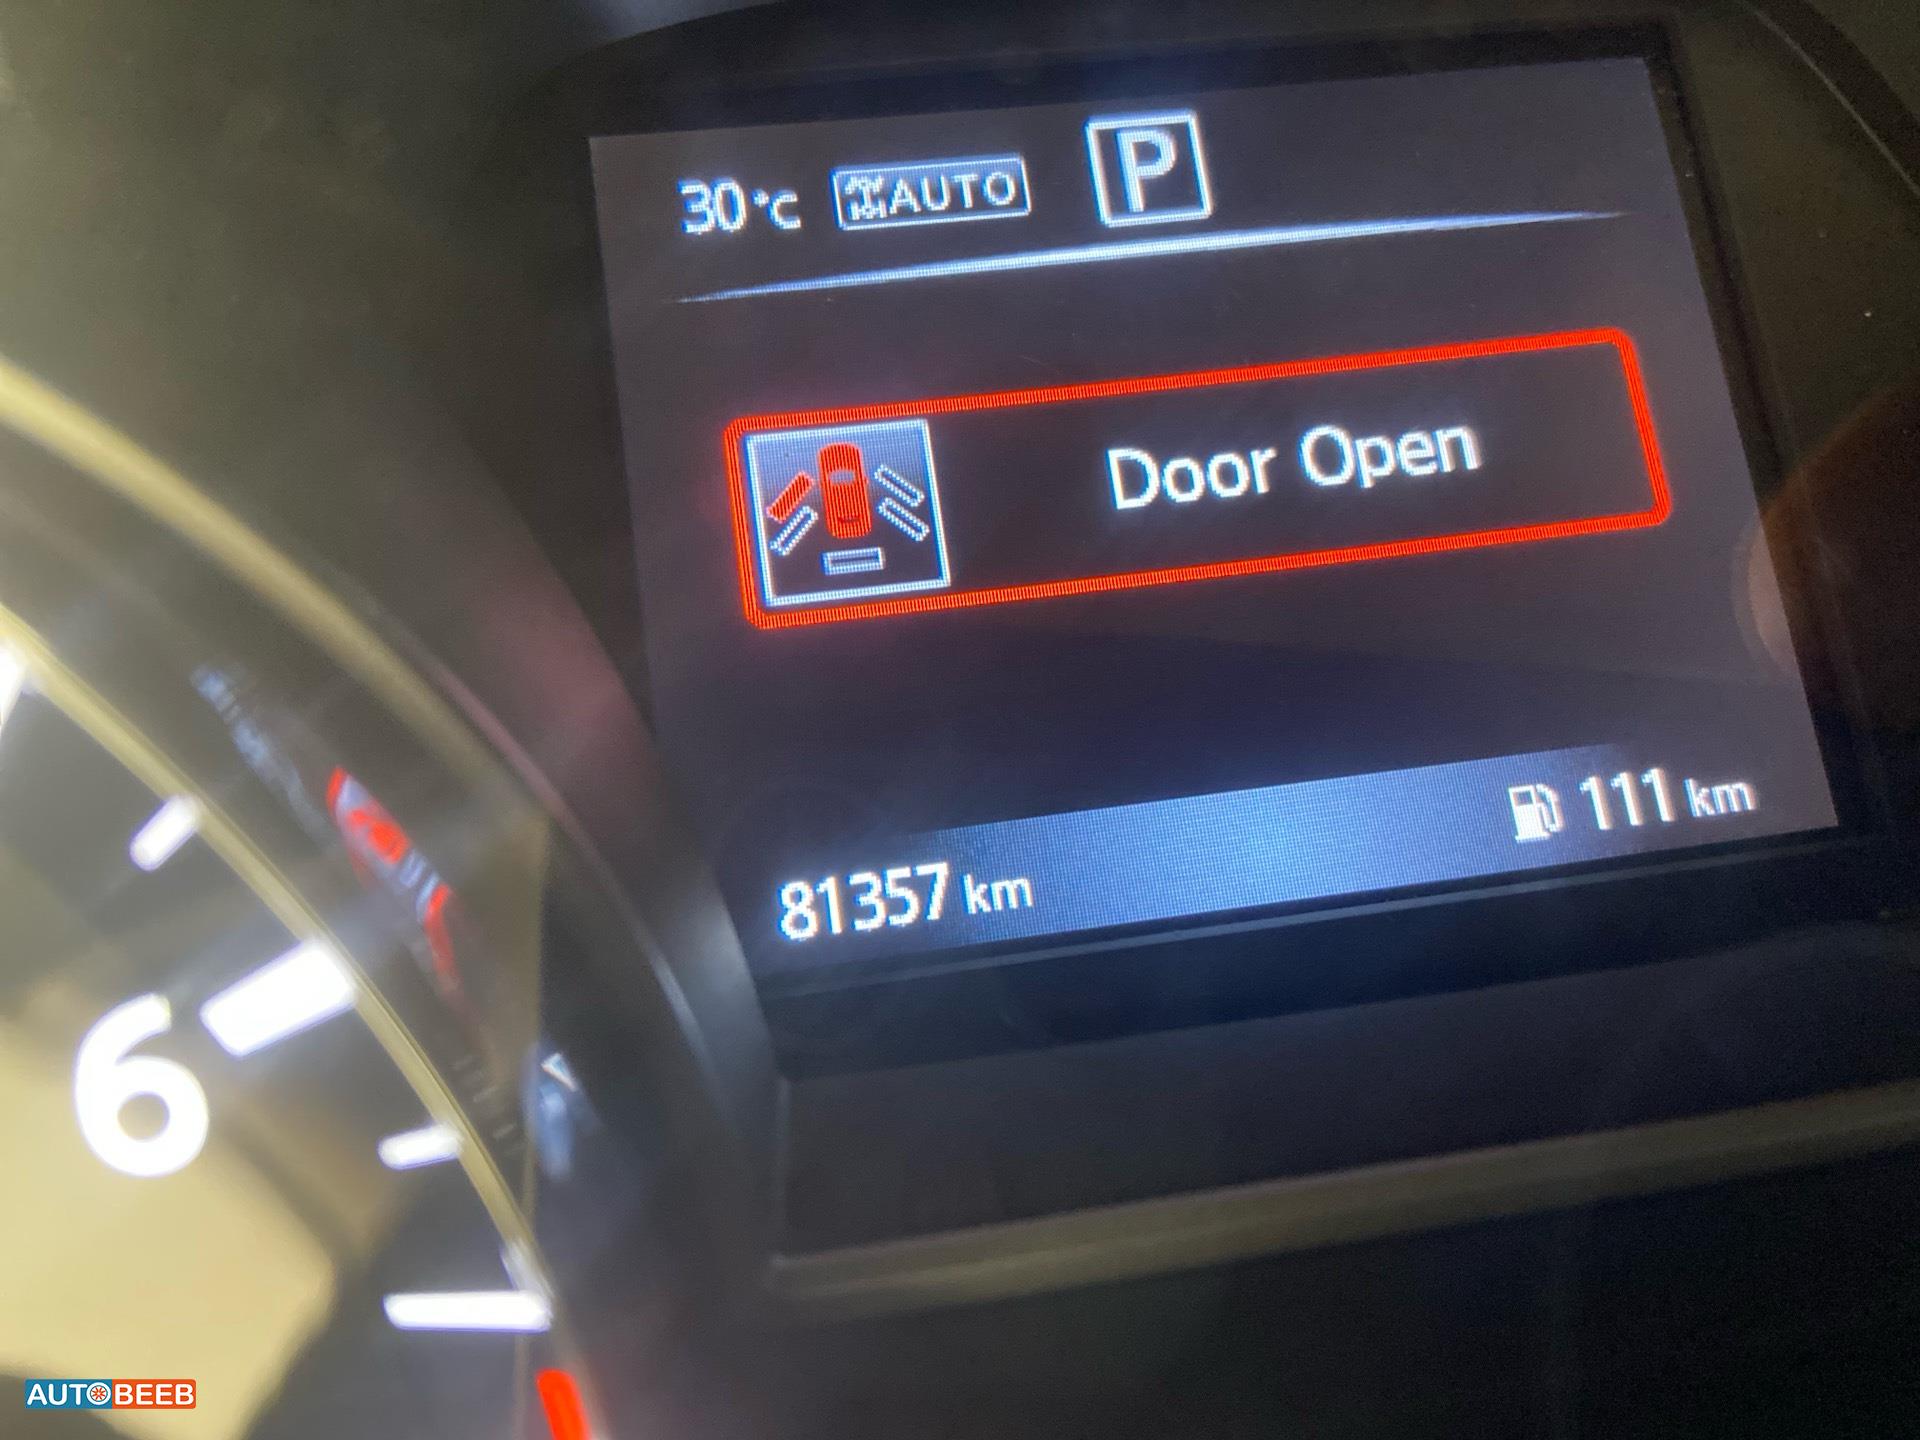 30°C AUTO P
Door Open
111 km
81357 km
6
AUTOBEEB